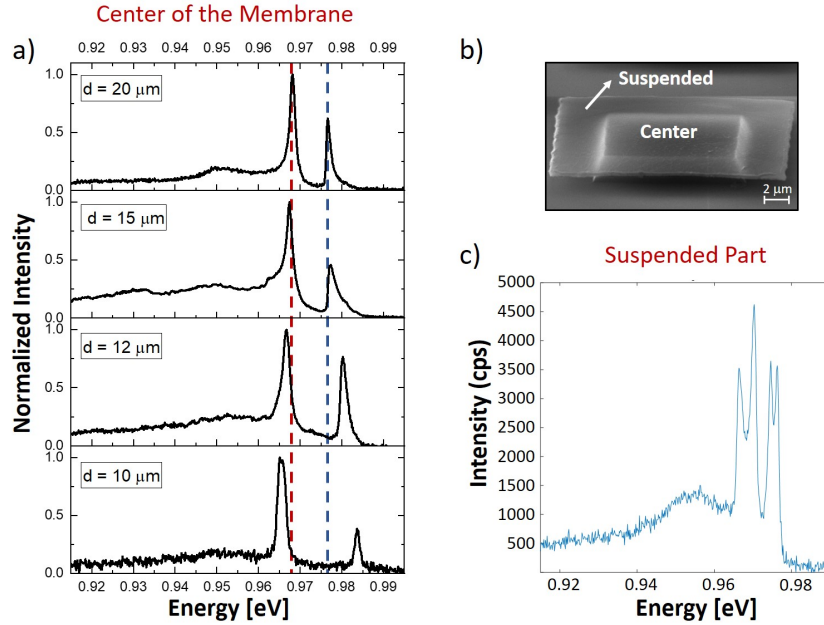 Center of the Membrane
a)
0.92 0.93 0.94 0.95 0.96 0.97 0.98 0.99
1.0
d = 20 μm
0.5
0.0
1.0
d = 15 μm
0.5
0.0
1.0
d = 12 μm
0.5
0.0
1.0
d = 10 μm
0.5
0.0
0.92 0.93 0.94 0.95 0.96 0.97 0.98 0.99
Normalized Intensity
Energy [eV]
b)
Suspended
Center
2 μm
c)
Suspended Part
5000
4500
4000
3500
3000
2500
2000
1500
1000
500
Intensity (cps)
0.92 0.94 0.96 0.98
Energy [eV]